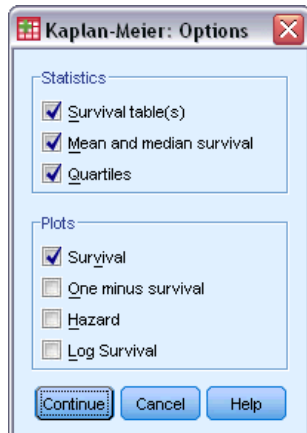 Kaplan-Meier: Options
Statistics
Survival table(s)
Mean and median survival
Quartiles
Plots
Survival
One minus survival
Hazard
Log Survival
Continue Cancel Help